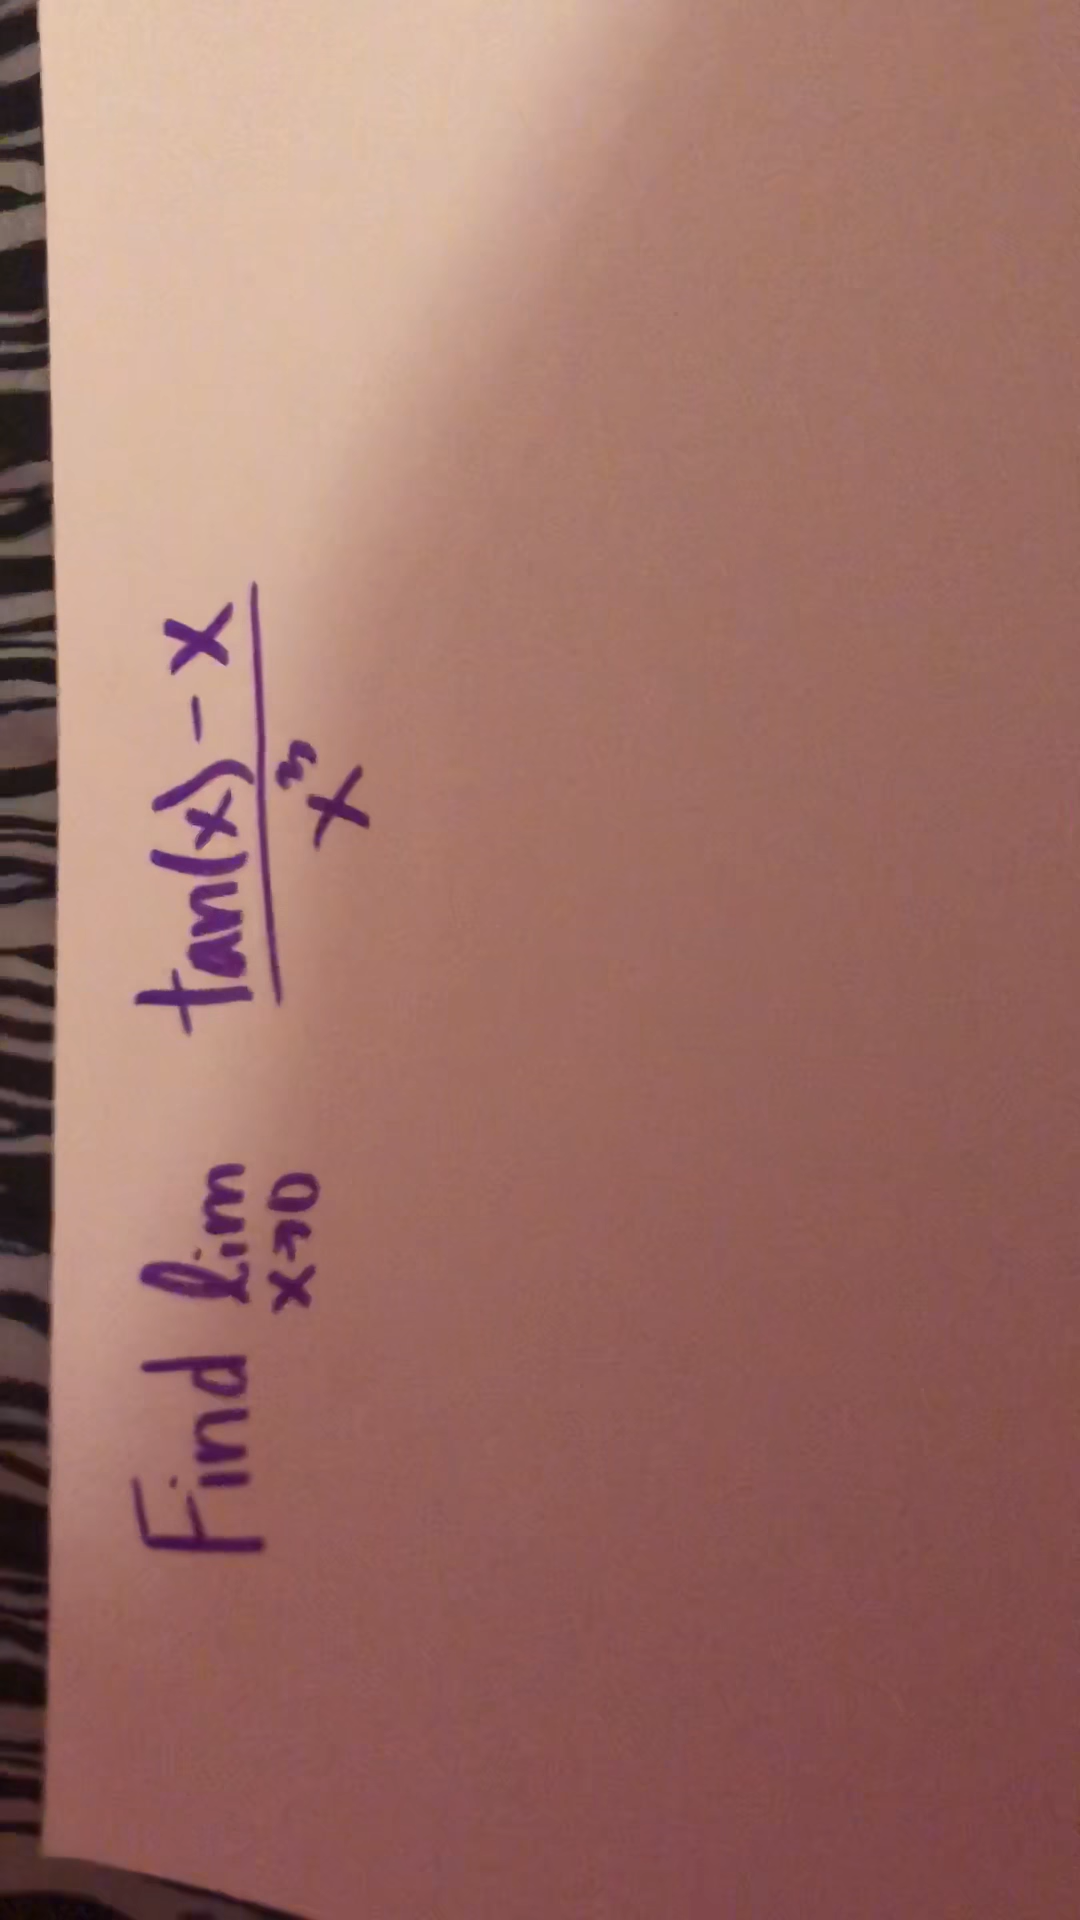 Find lim x→0 tan(x) - x / x³